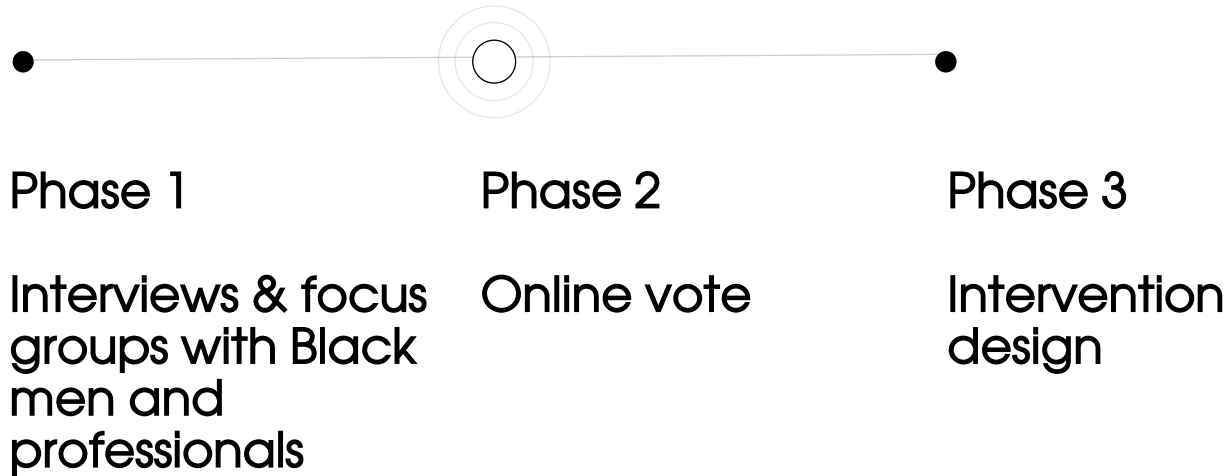 Phase 1
Interviews & focus
groups with Black
men and
professionals
Phase 2
Online vote
Phase 3
Intervention
design